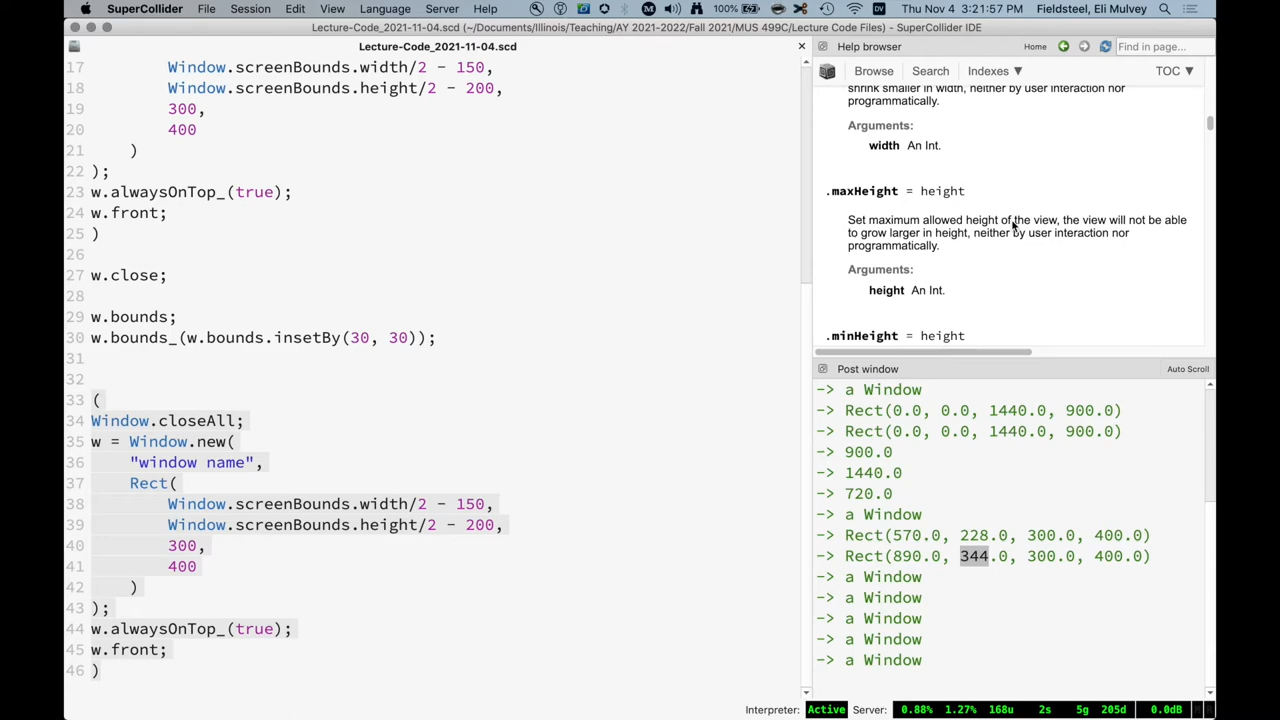 SuperCollider File Session Edit View Language Server Help 100% DV Thu Nov 4 3:21:57 PM Fieldsteel, Eli Mulvey
Lecture-Code_2021-11-04.scd (~/Documents/Illinois/Teaching/AY 2021-2022/Fall 2021/MUS 499C/Lecture Code Files) - SuperCollider IDE
Lecture-Code_2021-11-04.scd
17 Window.screenBounds.width/2 - 150,
18 Window.screenBounds.height/2 - 200,
19 300,
20 400
21 )
22 );
23 w.alwaysOnTop_(true);
24 w.front;
25 )
26
27 w.close;
28
29 w.bounds;
30 w.bounds_(w.bounds.insetBy(30, 30));
31
32
33 (
34 Window.closeAll;
35 w = Window.new(
36 "window name",
37 Rect(
38 Window.screenBounds.width/2 - 150,
39 Window.screenBounds.height/2 - 200,
40 300,
41 400
42 )
43 );
44 w.alwaysOnTop_(true);
45 w.front;
46 )
Help browser Home Find in page...
Browse Search Indexes ▼ TOC ▼
shrink smaller in width, neither by user interaction nor
programmatically.
Arguments:
width An Int.
.maxHeight = height
Set maximum allowed height of the view, the view will not be able
to grow larger in height, neither by user interaction nor
programmatically.
Arguments:
height An Int.
.minHeight = height
Post window Auto Scroll
-> a Window
-> Rect(0.0, 0.0, 1440.0, 900.0)
-> Rect(0.0, 0.0, 1440.0, 900.0)
-> 900.0
-> 1440.0
-> 720.0
-> a Window
-> Rect(570.0, 228.0, 300.0, 400.0)
-> Rect(890.0, 344.0, 300.0, 400.0)
-> a Window
-> a Window
-> a Window
-> a Window
-> a Window
Interpreter: Active Server: 0.88% 1.27% 168u 2s 5g 205d 0.0dB M R